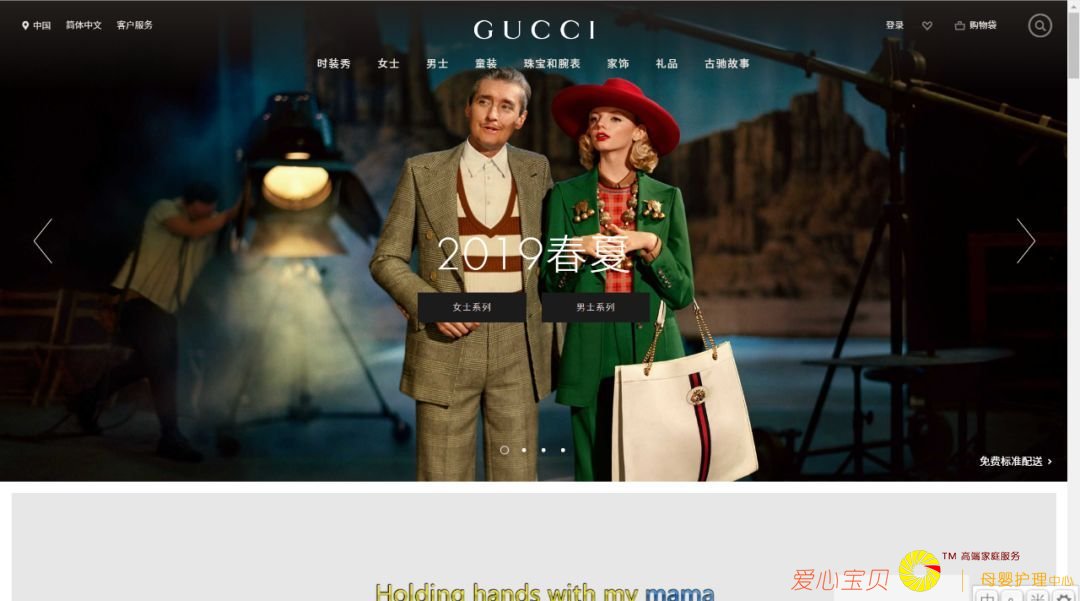 中国 简体中文 客户服务
GUCCI
登录 购物袋
时装秀 女士 男士 童装 珠宝和腕表 家饰 礼品 古驰故事
2019春夏
女士系列 男士系列
免费标准配送
TM 高端家庭服务
爱心宝贝 母婴护理中心
Holding hands with my mama
中